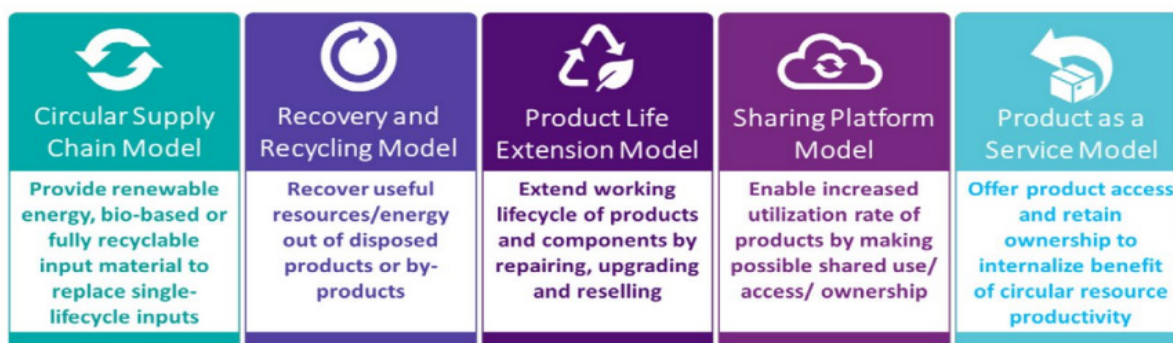 Circular Supply
Chain Model
Provide renewable
energy, bio-based or
fully recyclable
input material to
replace single-
lifecycle inputs
Recovery and
Recycling Model
Recover useful
resources/energy
out of disposed
products or by-
products
Product Life
Extension Model
Extend working
lifecycle of products
and components by
repairing, upgrading
and reselling
Sharing Platform
Model
Enable increased
utilization rate of
products by making
possible shared use/
access/ ownership
Product as a
Service Model
Offer product access
and retain
ownership to
internalize benefit
of circular resource
productivity